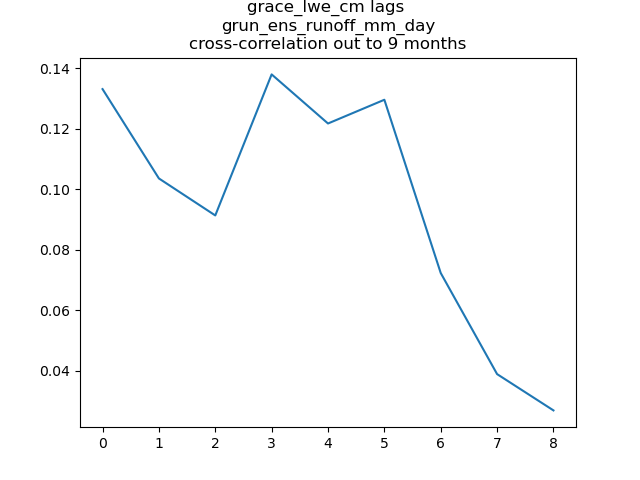 grace_lwe_cm lags
grun_ens_runoff_mm_day
cross-correlation out to 9 months
0.14
0.12
0.10
0.08
0.06
0.04
0 1 2 3 4 5 6 7 8